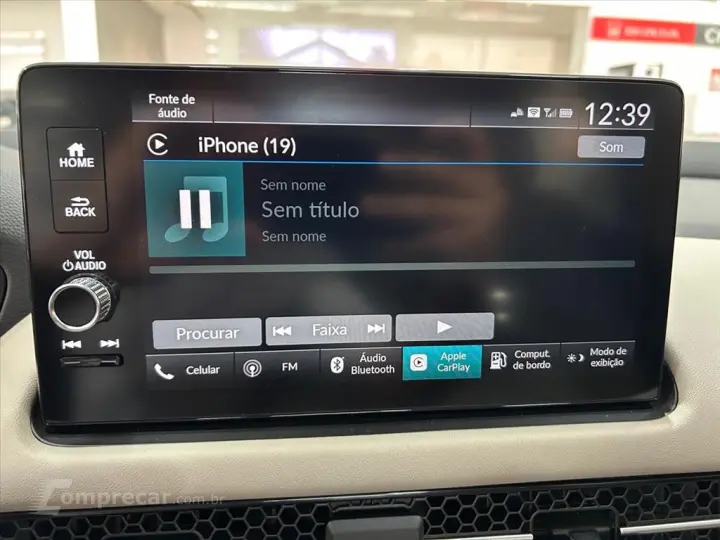 HONDA
Fonte de
áudio
12:39
HOME
iPhone (19)
Som
Sem nome
BACK
Sem título
Sem nome
VOL
AUDIO
Procurar
Faixa
Celular
FM
Áudio
Bluetooth
Apple
CarPlay
Comput.
de bordo
Modo de
exibição
Comprecar.com.br